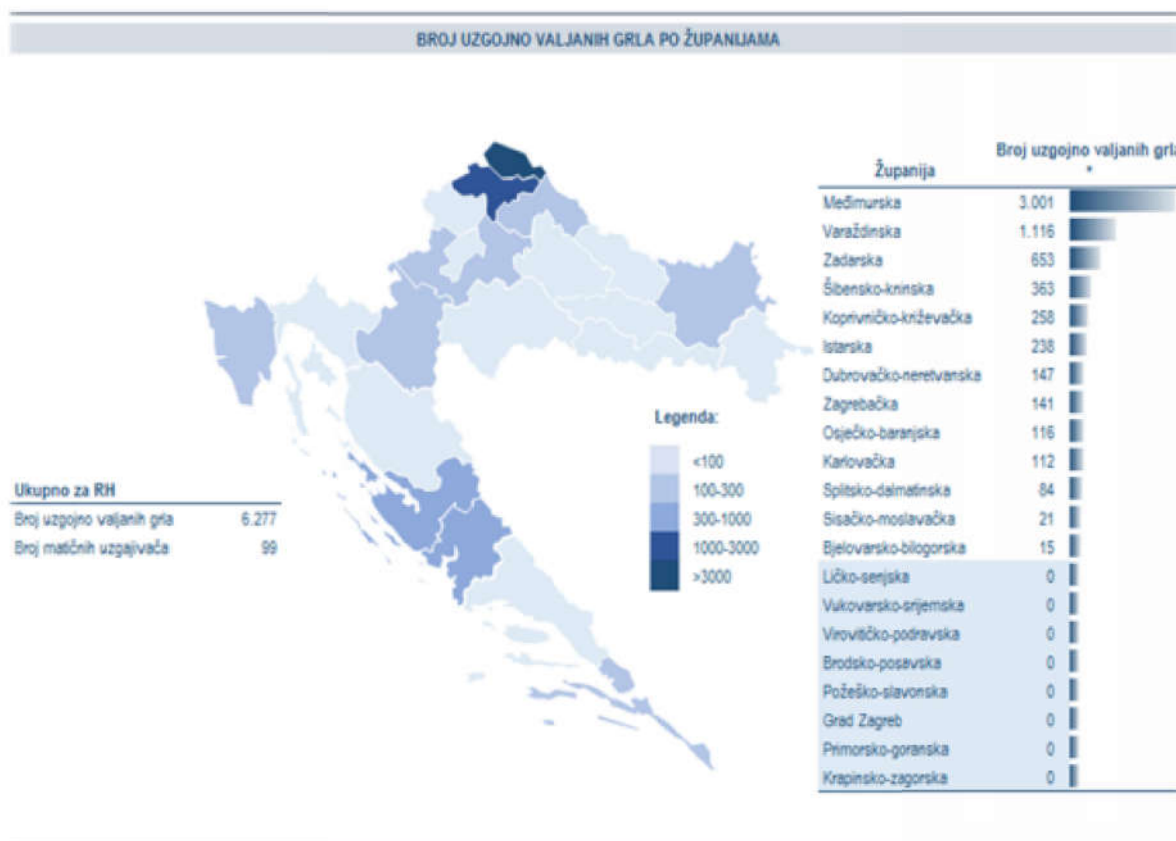 BROJ UZGOJNO VALJANIH GRLA PO ŽUPANIJAMA
Županija Broj uzgojno valjanih grla
Međimurska 3.001
Varaždinska 1.116
Zadarska 653
Šibensko-kninska 363
Koprivničko-križevačka 258
Istarska 238
Dubrovačko-neretvanska 147
Zagrebačka 141
Osječko-baranjska 116
Karlovačka 112
Splitsko-dalmatinska 84
Sisačko-moslavačka 21
Bjelovarsko-bilogorska 15
Ličko-senjska 0
Vukovarsko-srijemska 0
Virovitičko-podravska 0
Brodsko-posavska 0
Požeško-slavonska 0
Grad Zagreb 0
Primorsko-goranska 0
Krapinsko-zagorska 0
Legenda:
<100
100-300
300-1000
1000-3000
>3000
Ukupno za RH
Broj uzgojno valjanih grla 6.277
Broj matičnih uzgajivača 99